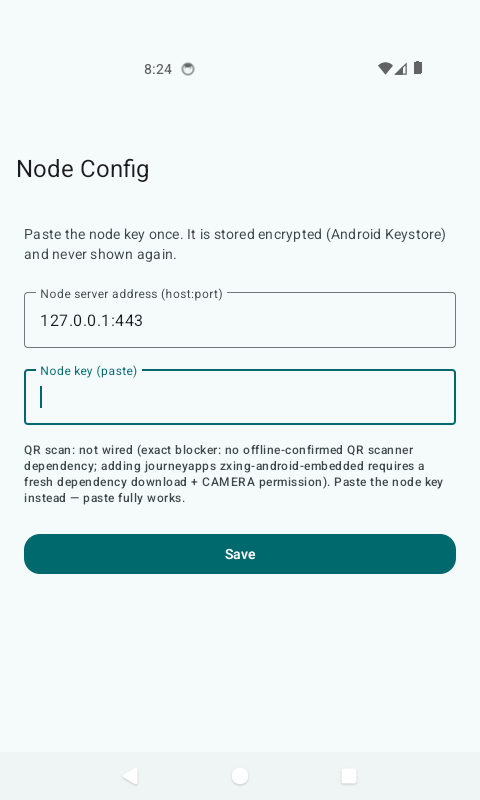 8:24
Node Config
Paste the node key once. It is stored encrypted (Android Keystore)
and never shown again.
Node server address (host:port)
127.0.0.1:443
Node key (paste)
QR scan: not wired (exact blocker: no offline-confirmed QR scanner
dependency; adding journeyapps zxing-android-embedded requires a
fresh dependency download + CAMERA permission). Paste the node key
instead — paste fully works.
Save